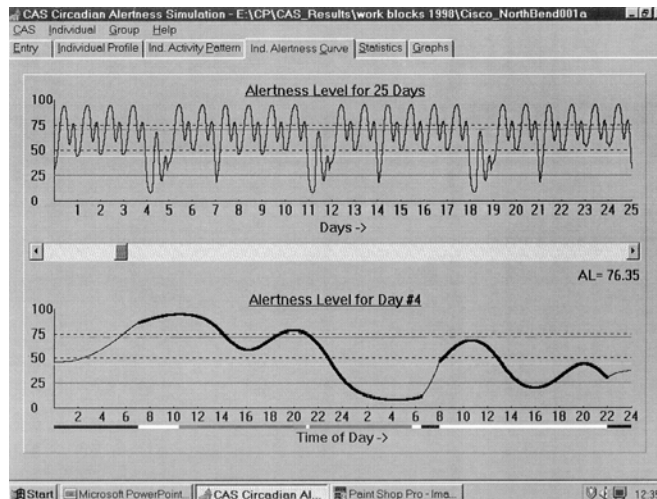 CAS Circadian Alertness Simulation - E:\CP\CAS_Results\work blocks 1998\Cisco_NorthBend001a
CAS Individual Group Help
Entry Individual Profile Ind. Activity Pattern Ind. Alertness Curve Statistics Graphs
Alertness Level for 25 Days
100
75
50
25
0
1 2 3 4 5 6 7 8 9 10 11 12 13 14 15 16 17 18 19 20 21 22 23 24 25
Days ->
AL= 76.35
Alertness Level for Day #4
100
75
50
25
0
2 4 6 8 10 12 14 16 18 20 22 24 2 4 6 8 10 12 14 16 18 20 22 24
Time of Day ->
Start Microsoft PowerPoint... CAS Circadian Al... Paint Shop Pro - Ima...